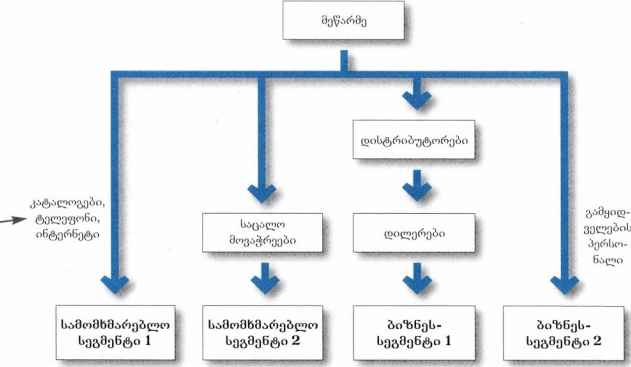 მეწარმე
დისტრიბუტორები
კატალოგები,
ტელეფონი,
ინტერნეტი
საცალო
მოვაჭრეები
დილერები
გამყიდ-
ველების
პერსო-
ნალი
სამომხმარებლო
სეგმენტი 1
სამომხმარებლო
სეგმენტი 2
ბიზნეს-
სეგმენტი 1
ბიზნეს-
სეგმენტი 2